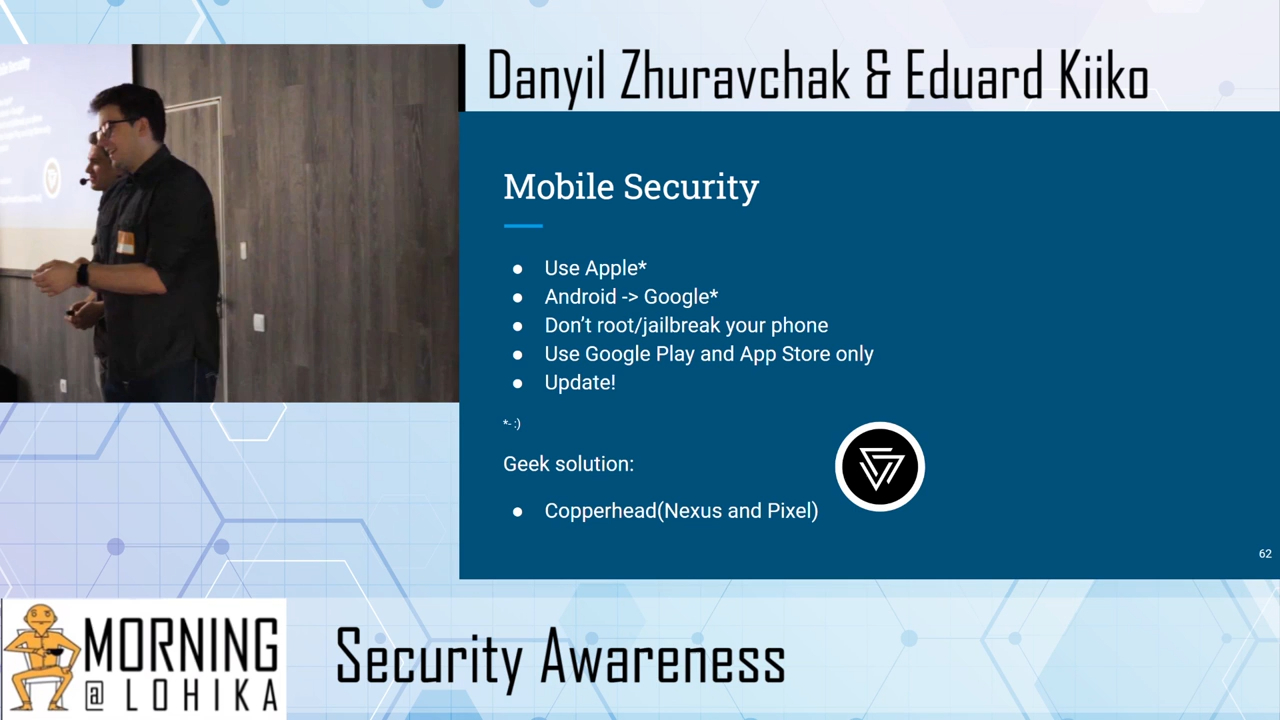 Danyil Zhuravchak & Eduard Kiiko
Mobile Security
● Use Apple*
● Android -> Google*
● Don't root/jailbreak your phone
● Use Google Play and App Store only
● Update!
*- :)
Geek solution:
● Copperhead(Nexus and Pixel)
62
MORNING
@ LOHIKA
Security Awareness